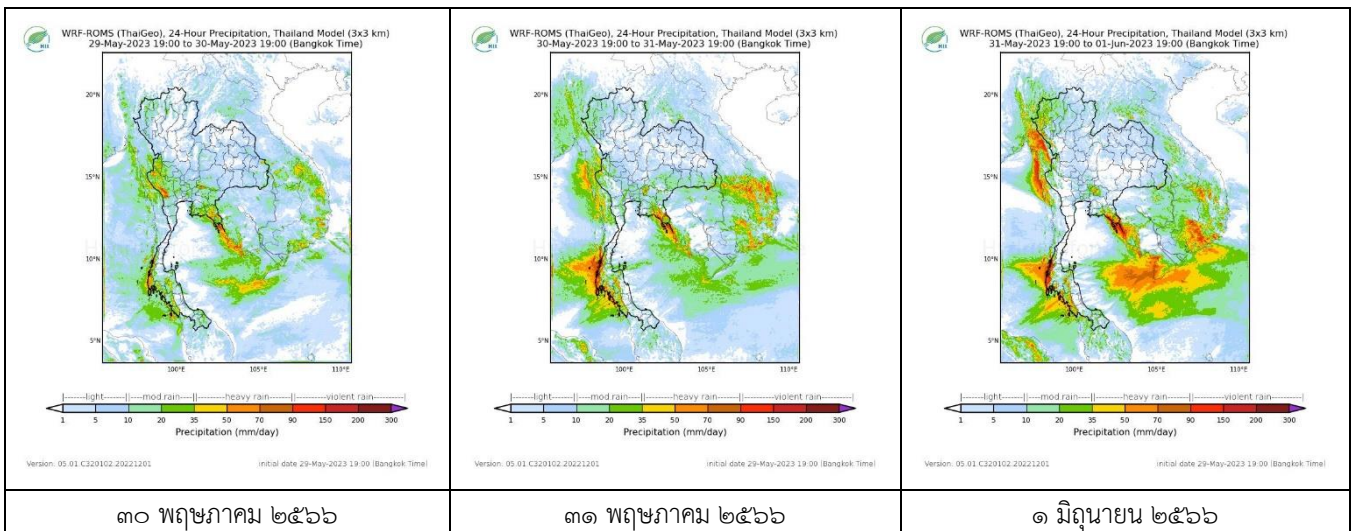 WRF-ROMS (ThaiGeo), 24-Hour Precipitation, Thailand Model (3x3 km)
29-May-2023 19:00 to 30-May-2023 19:00 (Bangkok Time)
20°N
15°N
10°N
5°N
100°E 105°E 110°E
|-------light-------||----mod.rain----||-------heavy rain-------||-------violent rain-------|
1 5 10 20 35 50 70 90 150 200 300
Precipitation (mm/day)
Version: 05.01.C320102.20221201 initial date 29-May-2023 19:00 (Bangkok Time)
๓๐ พฤษภาคม ๒๕๖๖
WRF-ROMS (ThaiGeo), 24-Hour Precipitation, Thailand Model (3x3 km)
30-May-2023 19:00 to 31-May-2023 19:00 (Bangkok Time)
20°N
15°N
10°N
5°N
100°E 105°E 110°E
|-------light-------||----mod.rain----||-------heavy rain-------||-------violent rain-------|
1 5 10 20 35 50 70 90 150 200 300
Precipitation (mm/day)
Version: 05.01.C320102.20221201 initial date 29-May-2023 19:00 (Bangkok Time)
๓๑ พฤษภาคม ๒๕๖๖
WRF-ROMS (ThaiGeo), 24-Hour Precipitation, Thailand Model (3x3 km)
31-May-2023 19:00 to 01-Jun-2023 19:00 (Bangkok Time)
20°N
15°N
10°N
5°N
100°E 105°E 110°E
|-------light-------||----mod.rain----||-------heavy rain-------||-------violent rain-------|
1 5 10 20 35 50 70 90 150 200 300
Precipitation (mm/day)
Version: 05.01.C320102.20221201 initial date 29-May-2023 19:00 (Bangkok Time)
๑ มิถุนายน ๒๕๖๖